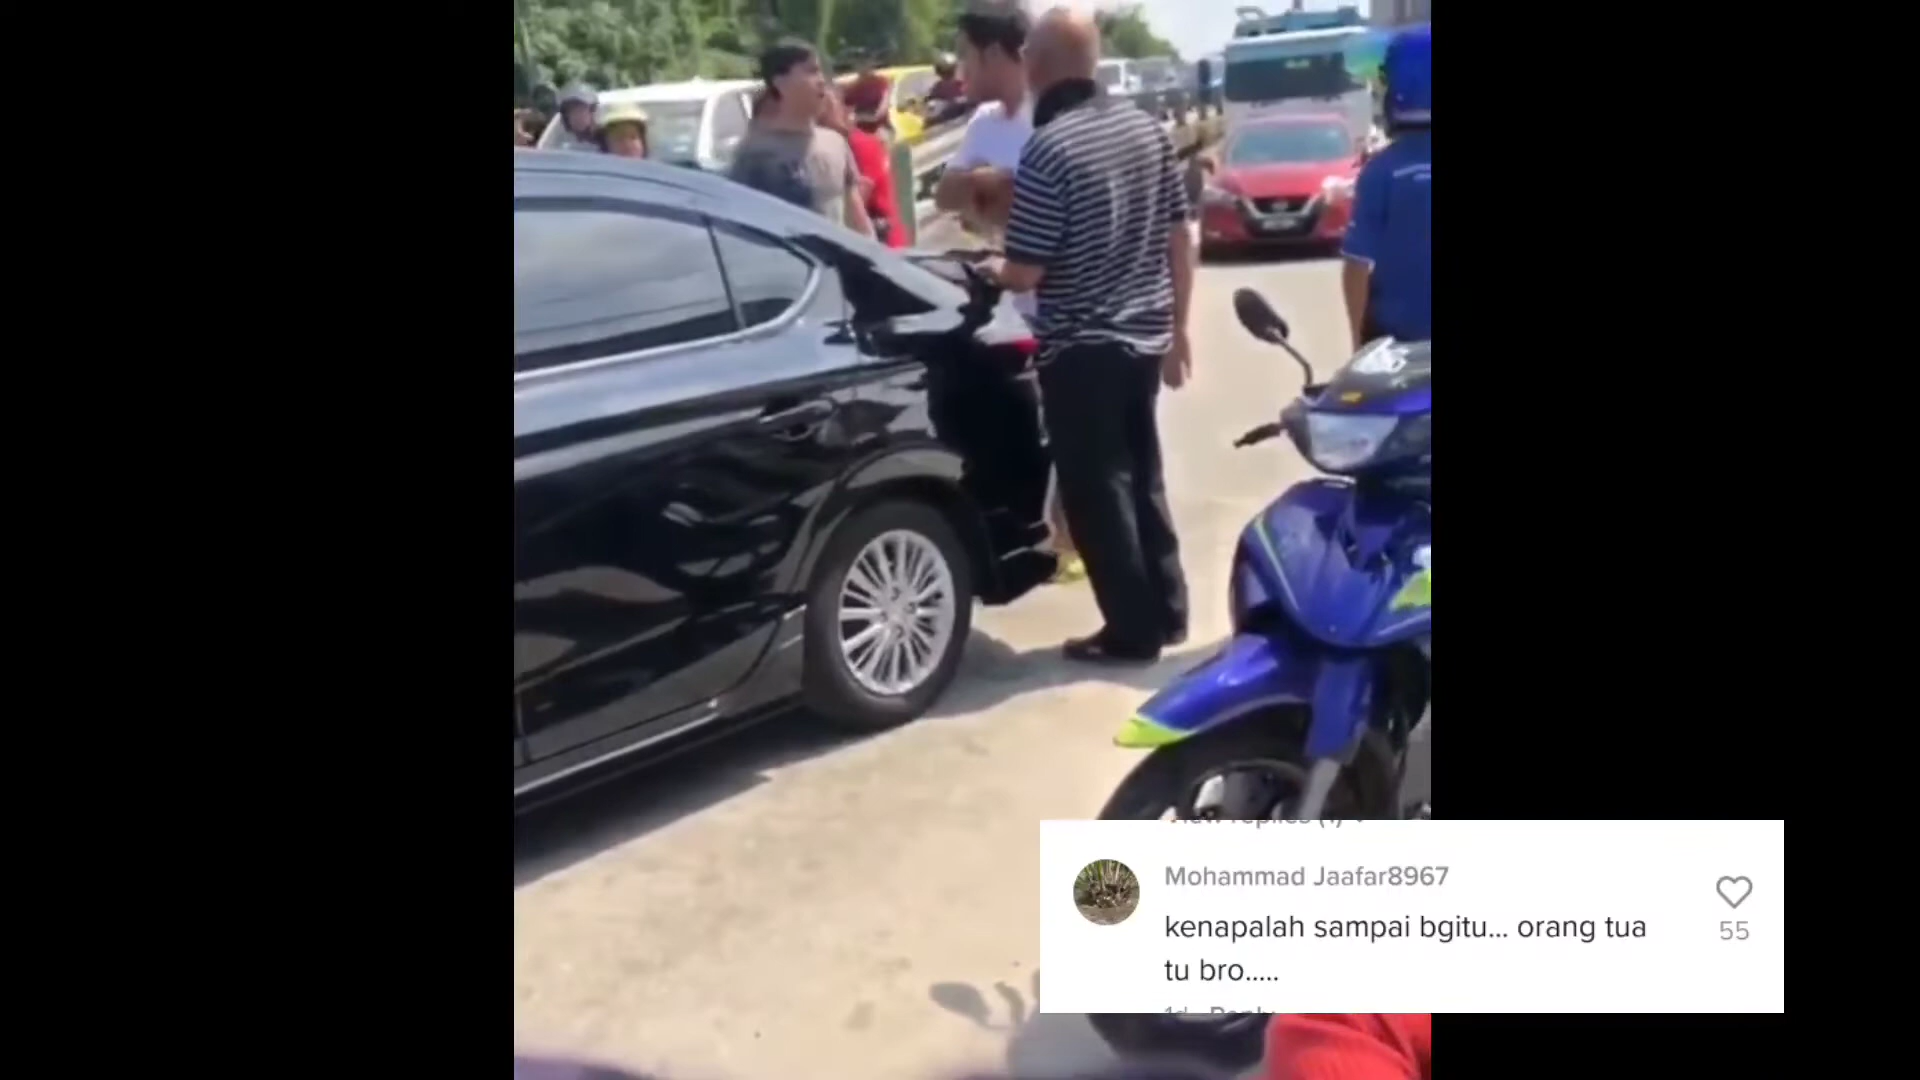 Mohammad Jaafar8967
kenapalah sampai bgitu... orang tua
tu bro.....
55